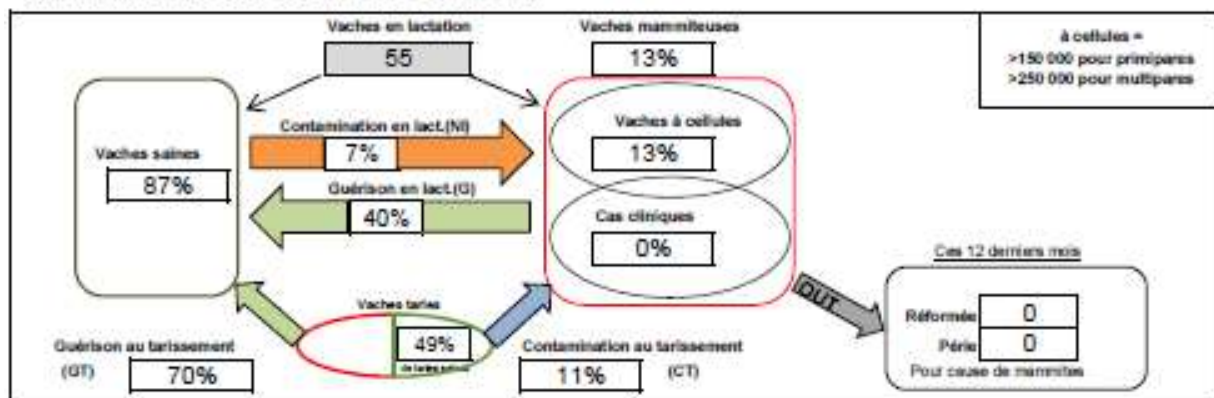 Vaches en lactation
55
Vaches mammiteuses
13%
à cellules =
>150 000 pour primipares
>250 000 pour multipares
Contamination en lact.(NI)
7%
Vaches saines
87%
Guérison en lact.(G)
40%
Vaches à cellules
13%
Cas cliniques
0%
OUT
Ces 12 derniers mois
Réformée
0
Périe
0
Pour cause de mammites
Vaches taries
49%
Guérison au tarissement
(GT)
70%
Contamination au tarissement
11%
(CT)